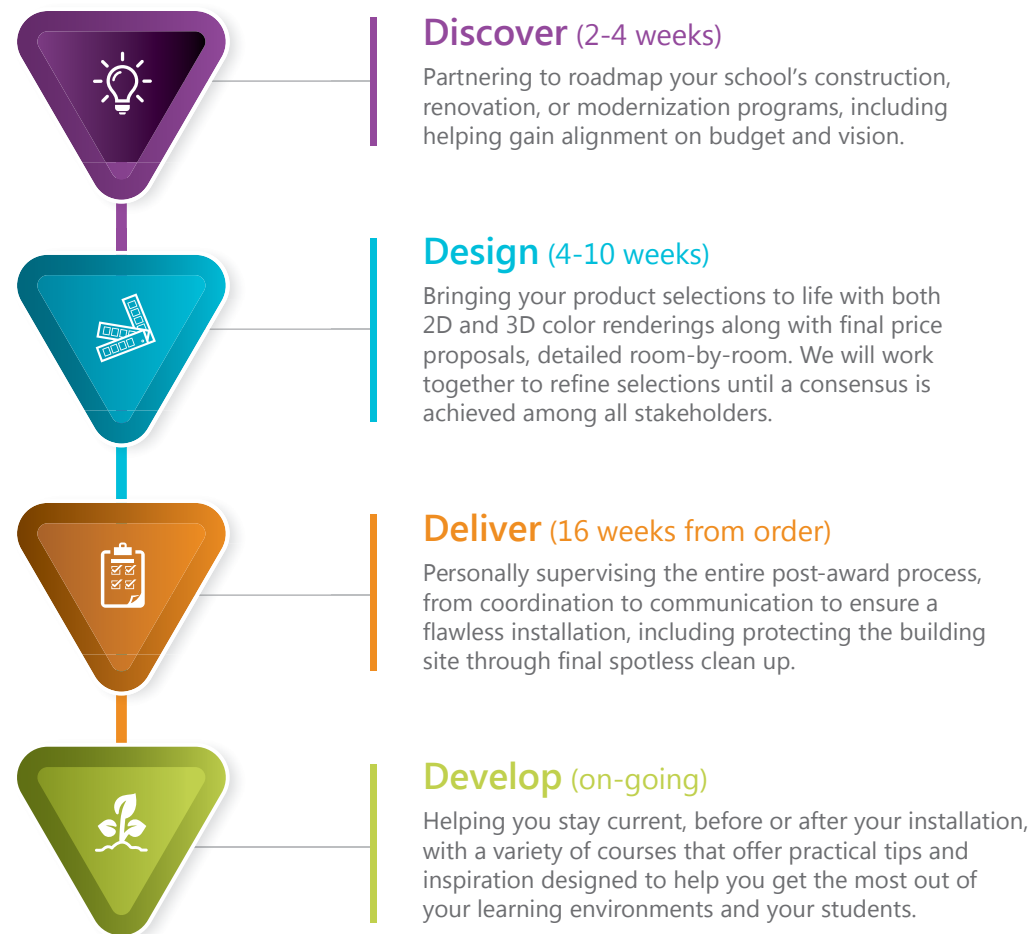 Discover (2-4 weeks)
Partnering to roadmap your school's construction,
renovation, or modernization programs, including
helping gain alignment on budget and vision.
Design (4-10 weeks)
Bringing your product selections to life with both
2D and 3D color renderings along with final price
proposals, detailed room-by-room. We will work
together to refine selections until a consensus is
achieved among all stakeholders.
Deliver (16 weeks from order)
Personally supervising the entire post-award process,
from coordination to communication to ensure a
flawless installation, including protecting the building
site through final spotless clean up.
Develop (on-going)
Helping you stay current, before or after your installation,
with a variety of courses that offer practical tips and
inspiration designed to help you get the most out of
your learning environments and your students.